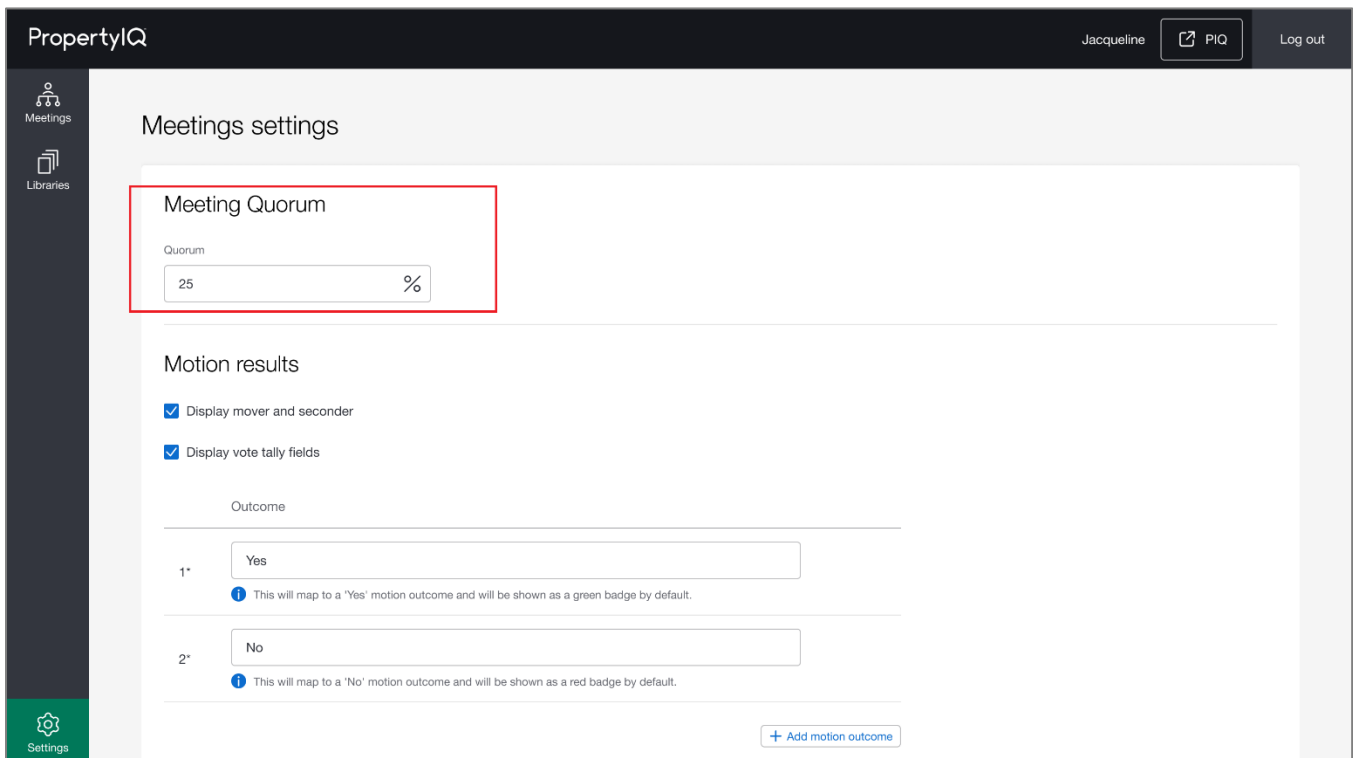 PropertyIQ
Jacqueline
PIQ
Log out
Meetings
Libraries
Meetings settings
Meeting Quorum
Quorum
25 %
Motion results
Display mover and seconder
Display vote tally fields
Outcome
1* Yes
This will map to a 'Yes' motion outcome and will be shown as a green badge by default.
2* No
This will map to a 'No' motion outcome and will be shown as a red badge by default.
+ Add motion outcome
Settings